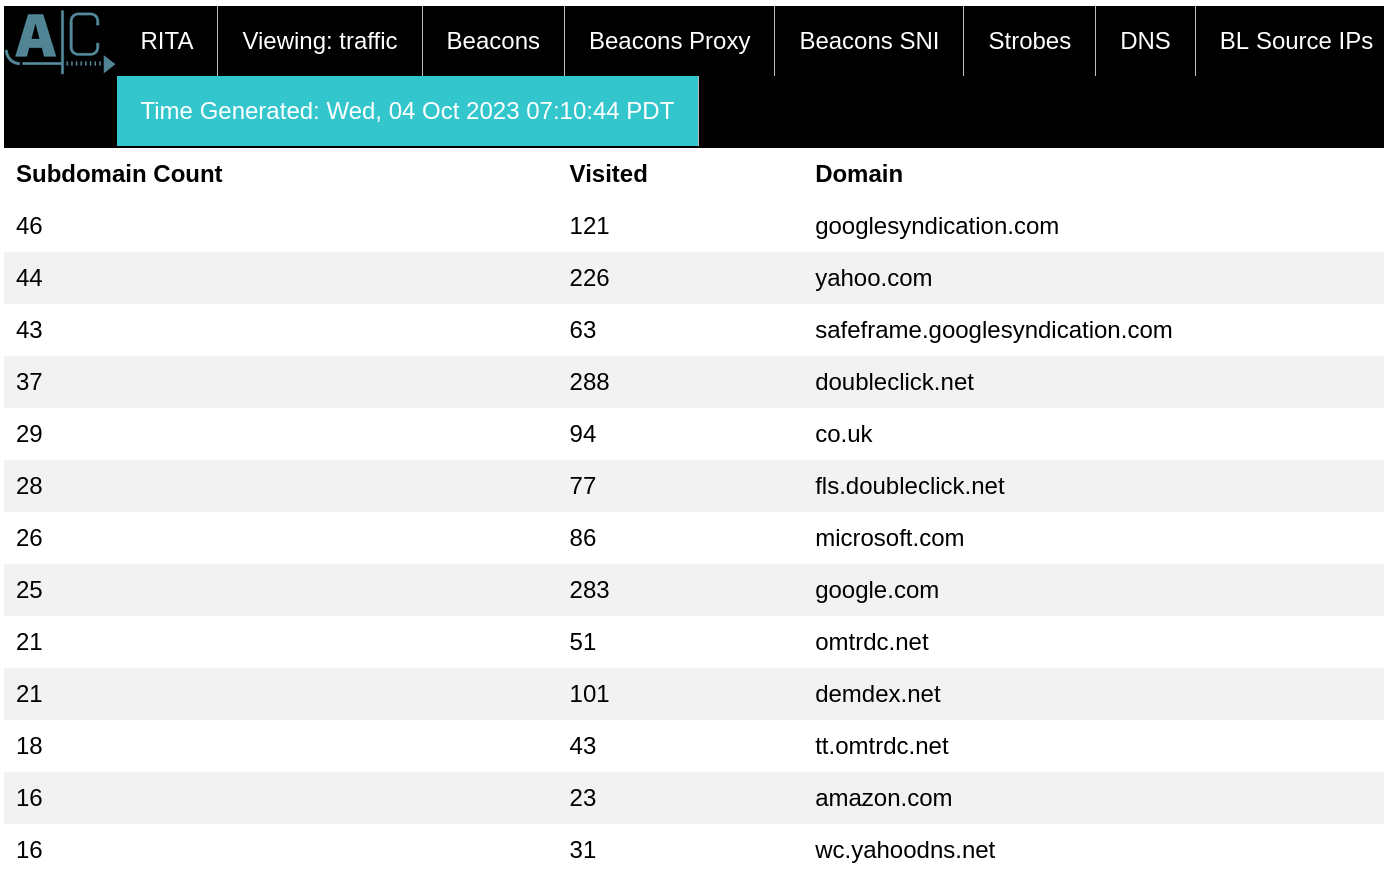 AC RITA Viewing: traffic Beacons Beacons Proxy Beacons SNI Strobes DNS BL Source IPs
Time Generated: Wed, 04 Oct 2023 07:10:44 PDT
Subdomain Count Visited Domain
46 121 googlesyndication.com
44 226 yahoo.com
43 63 safeframe.googlesyndication.com
37 288 doubleclick.net
29 94 co.uk
28 77 fls.doubleclick.net
26 86 microsoft.com
25 283 google.com
21 51 omtrdc.net
21 101 demdex.net
18 43 tt.omtrdc.net
16 23 amazon.com
16 31 wc.yahoodns.net